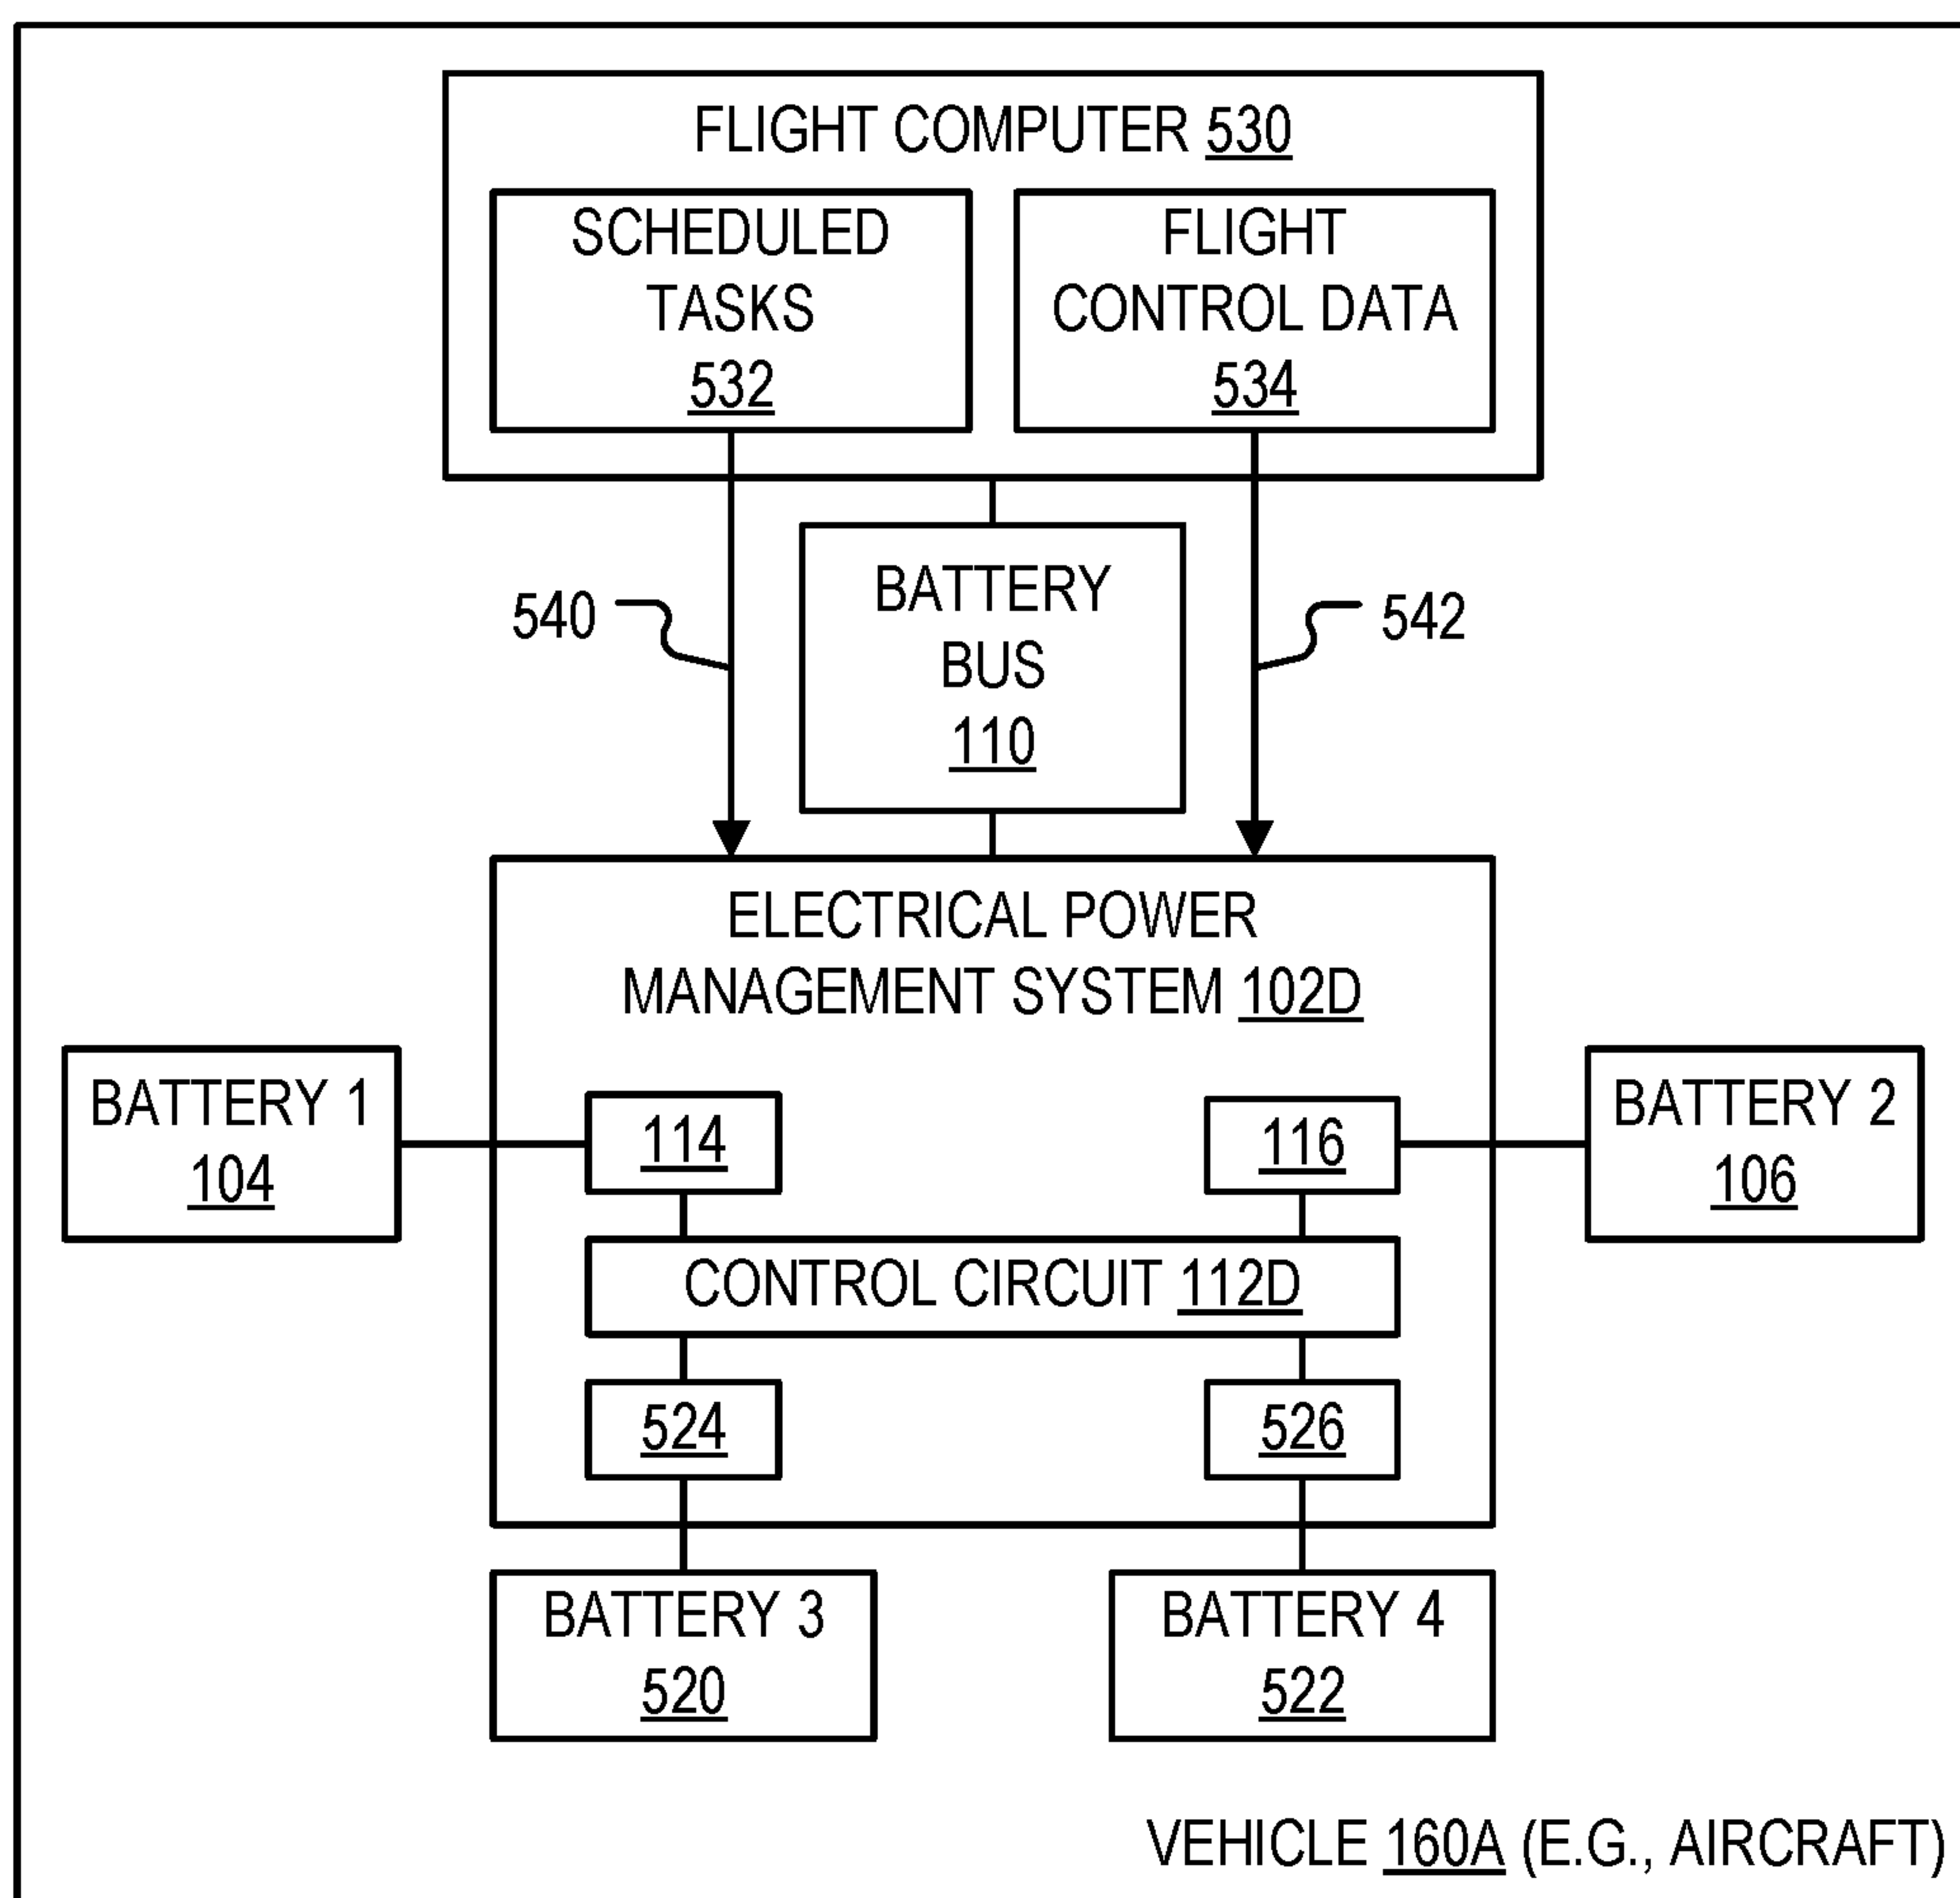 FLIGHT COMPUTER 530
SCHEDULED
TASKS
532
FLIGHT
CONTROL DATA
534
540
BATTERY
BUS
110
542
ELECTRICAL POWER
MANAGEMENT SYSTEM 102D
BATTERY 1
104
114
116
BATTERY 2
106
CONTROL CIRCUIT 112D
524
526
BATTERY 3
520
BATTERY 4
522
VEHICLE 160A (E.G., AIRCRAFT)